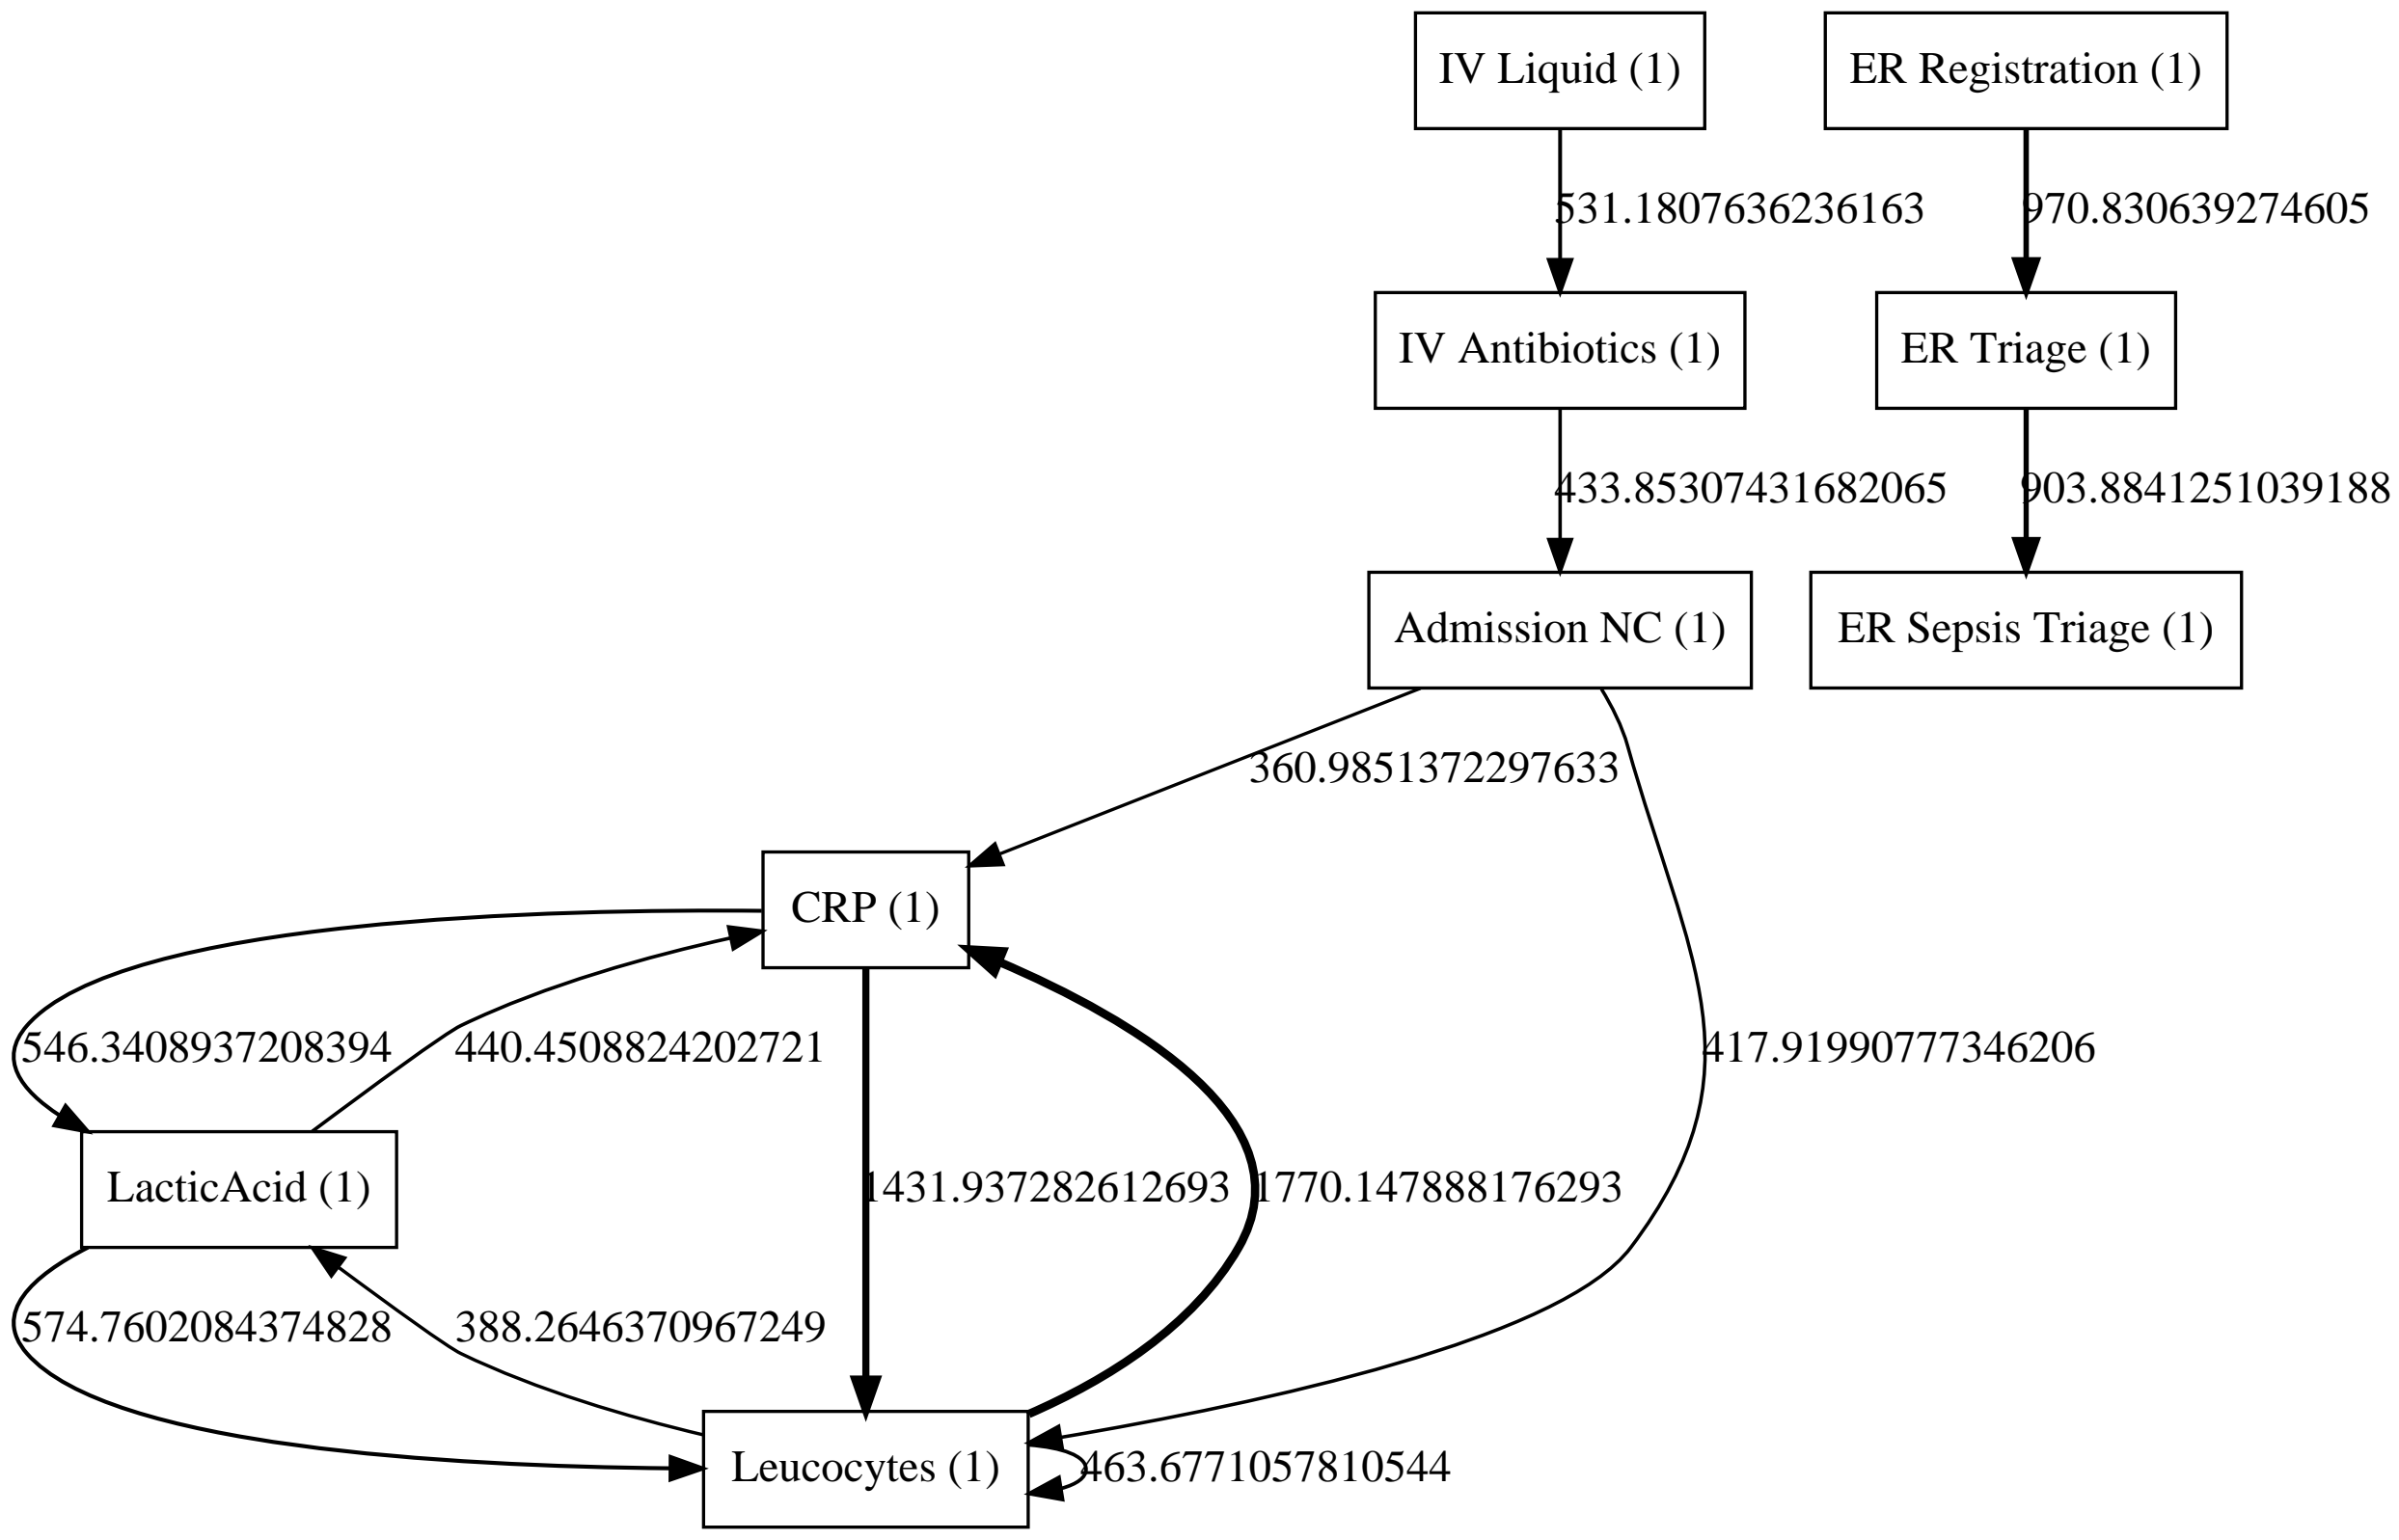 IV Liquid (1)
ER Registration (1)
531.1807636236163
970.830639274605
IV Antibiotics (1)
ER Triage (1)
433.85307431682065
903.8841251039188
Admission NC (1)
ER Sepsis Triage (1)
360.9851372297633
CRP (1)
546.3408937208394
440.4508824202721
417.91990777346206
LacticAcid (1)
1431.937282612693
1770.147888176293
574.7602084374828
388.2646370967249
Leucocytes (1)
463.6771057810544